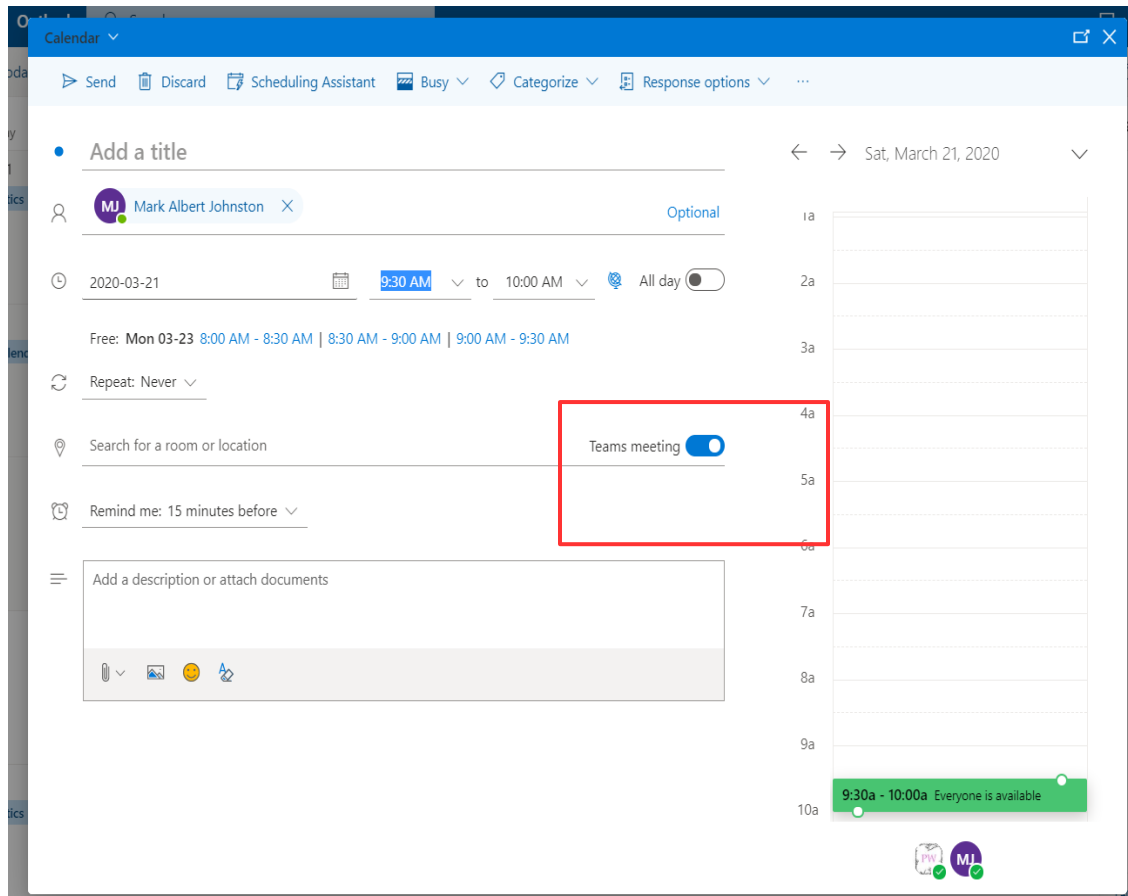 Calendar
Send Discard Scheduling Assistant Busy Categorize Response options ...
Add a title
Sat, March 21, 2020
MJ Mark Albert Johnston
Optional
2020-03-21 9:30 AM to 10:00 AM All day
Free: Mon 03-23 8:00 AM - 8:30 AM | 8:30 AM - 9:00 AM | 9:00 AM - 9:30 AM
Repeat: Never
Search for a room or location Teams meeting
Remind me: 15 minutes before
Add a description or attach documents
1a
2a
3a
4a
5a
6a
7a
8a
9a
9:30a - 10:00a Everyone is available
10a
PW MJ